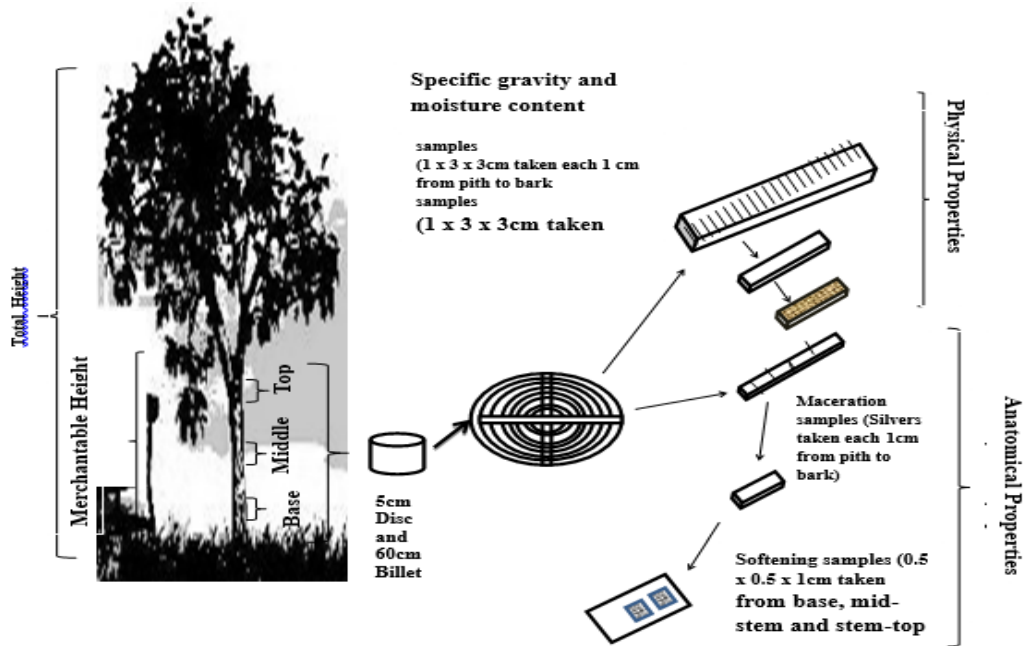 Total Height
Merchantable Height
Top
Middle
Base
5cm
Disc
and
60cm
Billet
Specific gravity and
moisture content
samples
(1 x 3 x 3cm taken each 1 cm
from pith to bark
samples
(1 x 3 x 3cm taken
Physical Properties
Maceration
samples (Silvers
taken each 1cm
from pith to
bark)
Softening samples (0.5
x 0.5 x 1cm taken
from base, mid-
stem and stem-top
Anatomical Properties